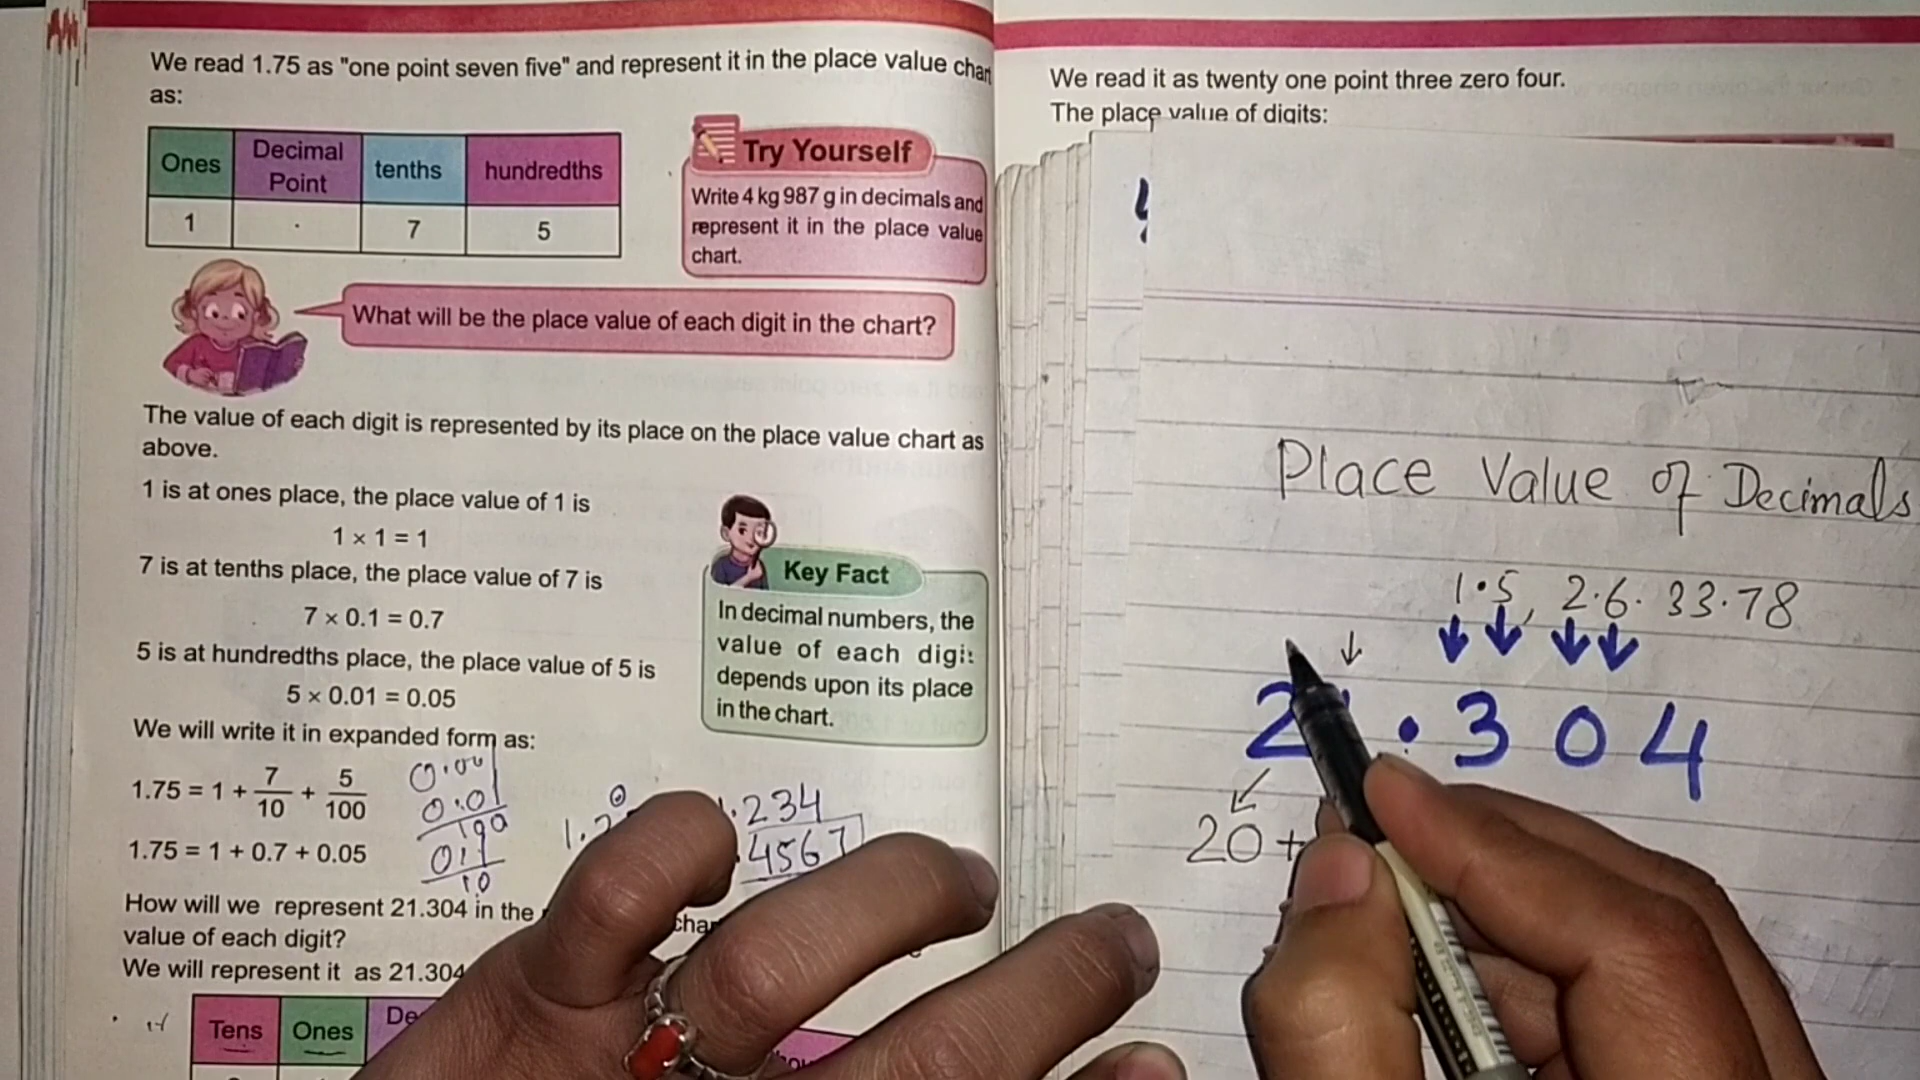 We read 1.75 as "one point seven five" and represent it in the place value chart
as:
Ones Decimal Point tenths hundredths
1 . 7 5
Try Yourself
Write 4 kg 987 g in decimals and
represent it in the place value
chart.
What will be the place value of each digit in the chart?
The value of each digit is represented by its place on the place value chart as
above.
1 is at ones place, the place value of 1 is
1 × 1 = 1
7 is at tenths place, the place value of 7 is
7 × 0.1 = 0.7
5 is at hundredths place, the place value of 5 is
5 × 0.01 = 0.05
Key Fact
In decimal numbers, the
value of each digit
depends upon its place
in the chart.
We will write it in expanded form as:
1.75 = 1 + 7/10 + 5/100
1.75 = 1 + 0.7 + 0.05
.234
4567
How will we represent 21.304 in the
value of each digit?
We will represent it as 21.304
Tens Ones
We read it as twenty one point three zero four.
The place value of digits:
Place Value of Decimals
1.5, 2.6. 33.78
2 . 3 0 4
20 +